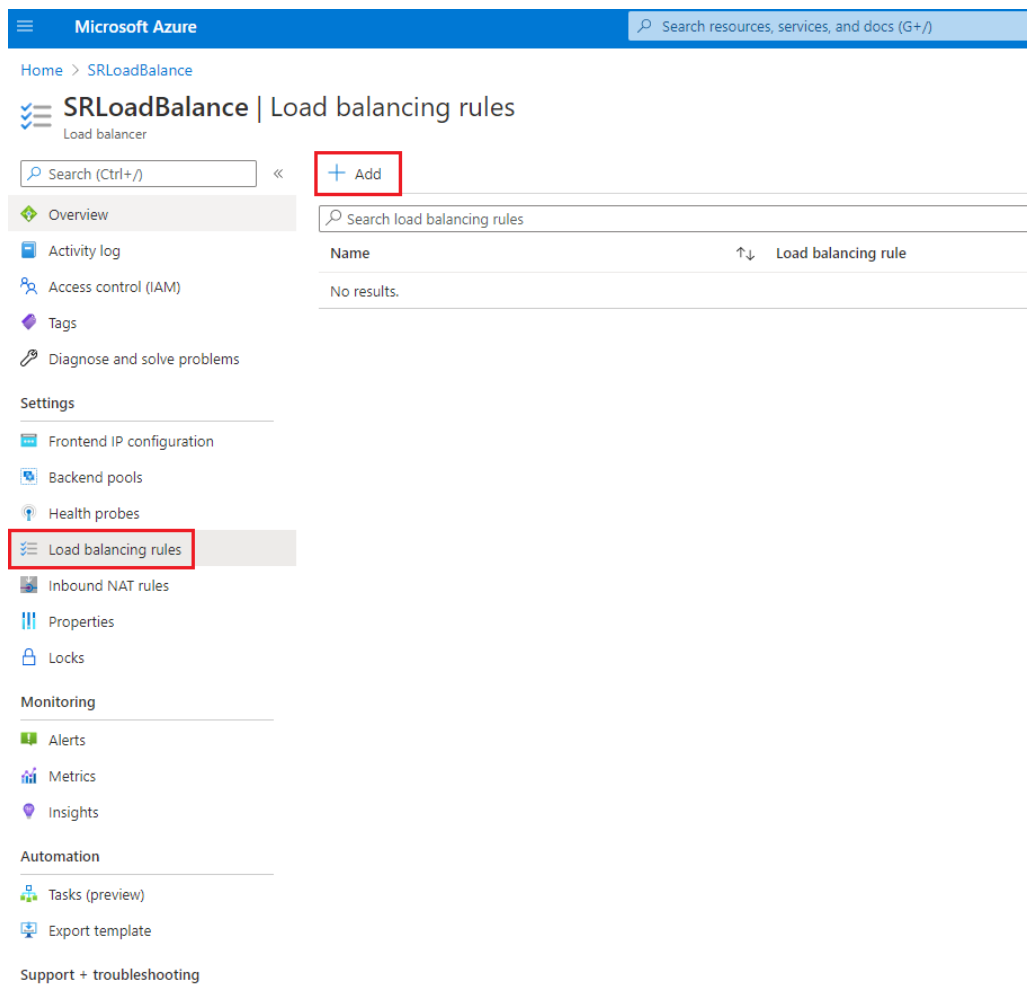 Microsoft Azure
Search resources, services, and docs (G+/)
Home > SRLoadBalance
SRLoadBalance | Load balancing rules
Load balancer
Search (Ctrl+/)
«
+ Add
Overview
Search load balancing rules
Activity log
Name ↑↓ Load balancing rule
Access control (IAM)
No results.
Tags
Diagnose and solve problems
Settings
Frontend IP configuration
Backend pools
Health probes
Load balancing rules
Inbound NAT rules
Properties
Locks
Monitoring
Alerts
Metrics
Insights
Automation
Tasks (preview)
Export template
Support + troubleshooting